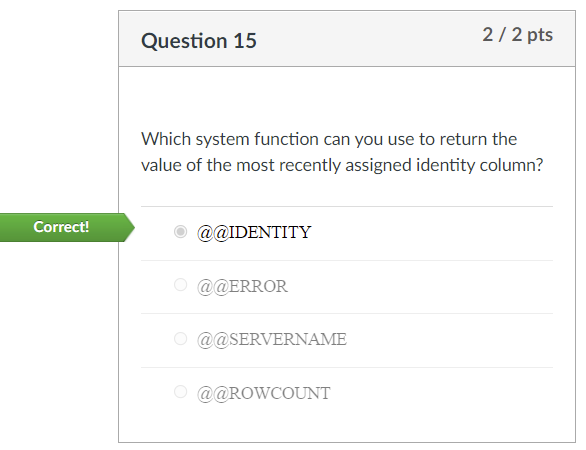 Question 15
2 / 2 pts
Which system function can you use to return the
value of the most recently assigned identity column?
Correct!
@@IDENTITY
@@ERROR
@@SERVERNAME
@@ROWCOUNT